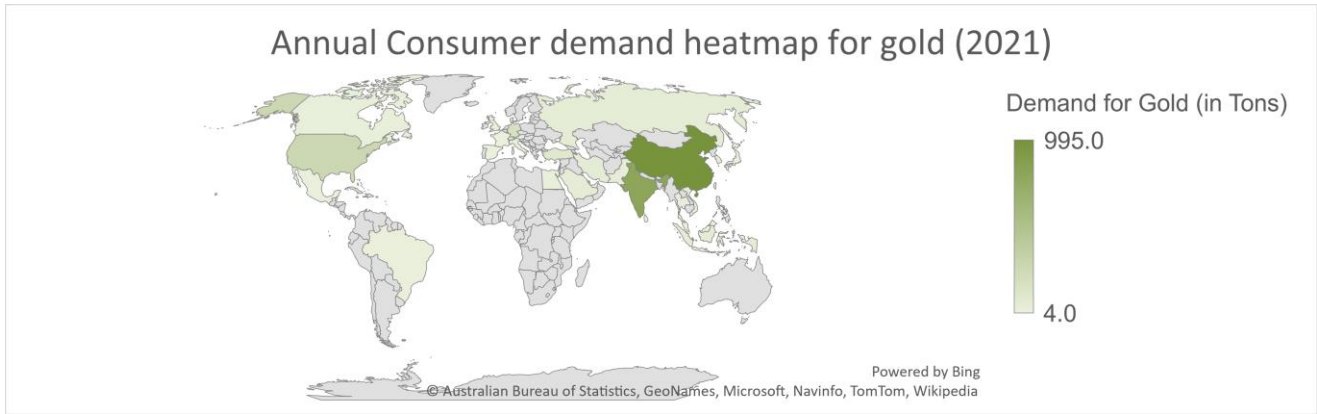 Annual Consumer demand heatmap for gold (2021)
Demand for Gold (in Tons)
995.0
4.0
Powered by Bing
© Australian Bureau of Statistics, GeoNames, Microsoft, Navinfo, TomTom, Wikipedia